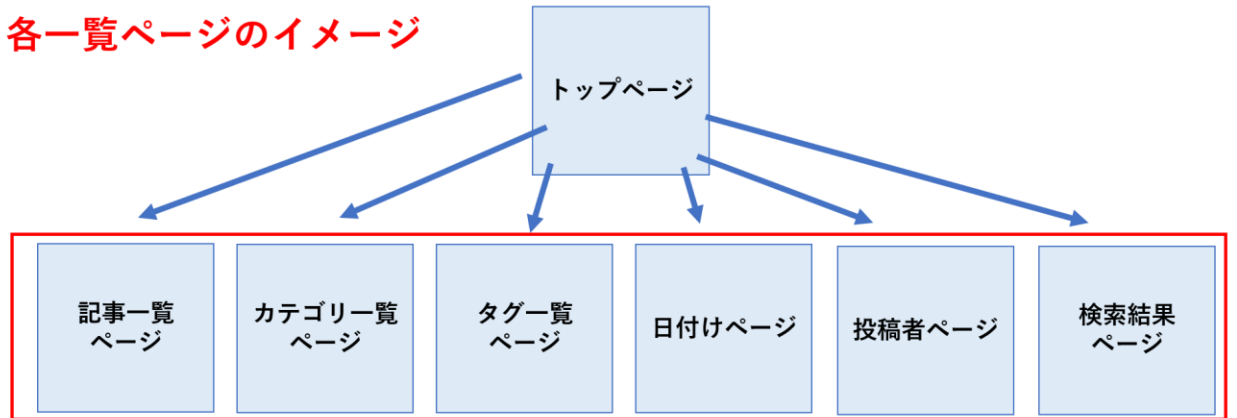 各一覧ページのイメージ
トップページ
記事一覧
ページ
カテゴリ一覧
ページ
タグ一覧
ページ
日付けページ
投稿者ページ
検索結果
ページ